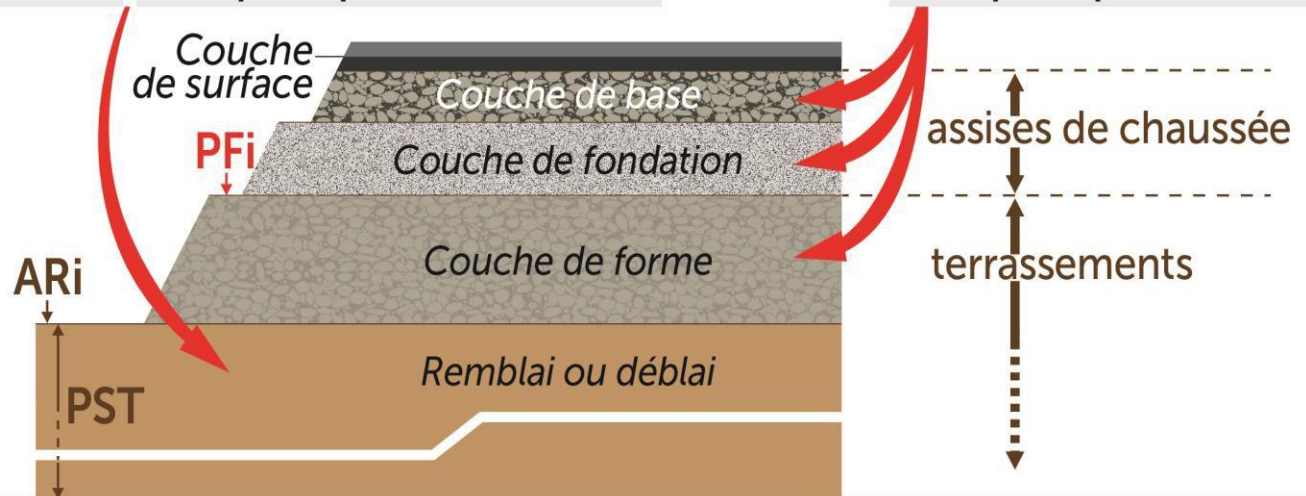 Couche
de surface
Couche de base
assises de chaussée
PFi
Couche de fondation
Couche de forme
terrassements
ARi
Remblai ou déblai
PST